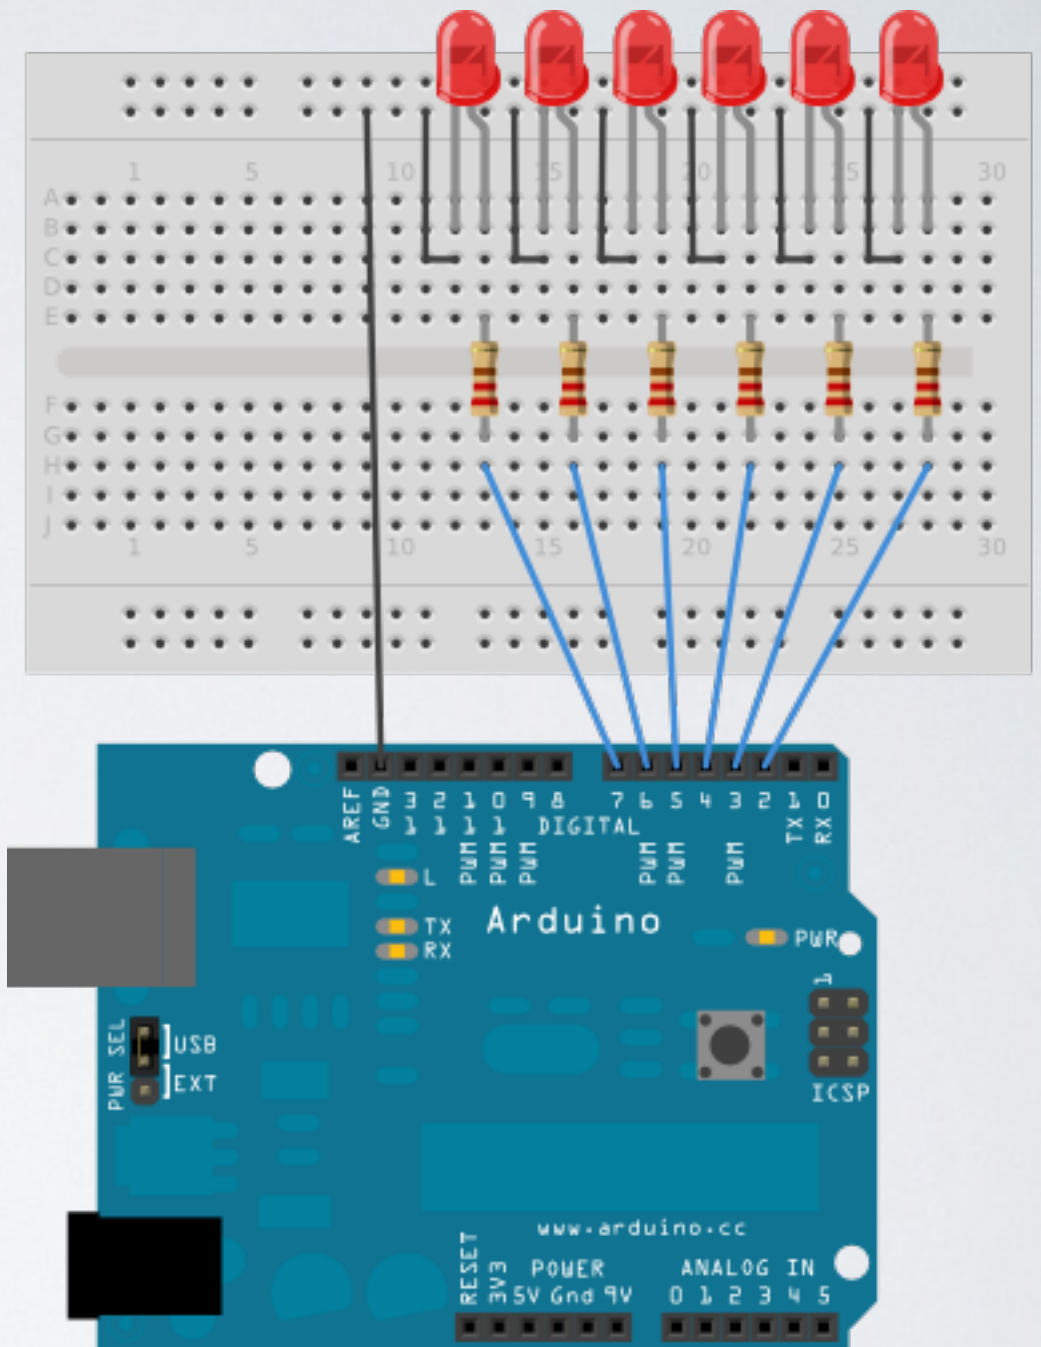 1 5 10 15 20 25 30
A
B
C
D
E
F
G
H
I
J
1 5 10 15 20 25 30
AREF GND 13 12 11 10 9 8 7 6 5 4 3 2 1 0
TX RX
DIGITAL
PWM PWM PWM PWM PWM PWM
L
TX
RX
Arduino
PWR
1
PWR SEL
USB
EXT
ICSP
www.arduino.cc
POWER ANALOG IN
RESET 3V3 5V Gnd 9V 0 1 2 3 4 5